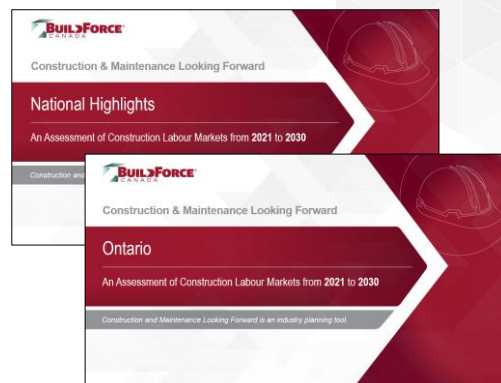 BUILDFORCE
CANADA
Construction & Maintenance Looking Forward
National Highlights
An Assessment of Construction Labour Markets from 2021 to 2030
Construction and
BUILDFORCE
CANADA
Construction & Maintenance Looking Forward
Ontario
An Assessment of Construction Labour Markets from 2021 to 2030
Construction and Maintenance Looking Forward is an industry planning tool.